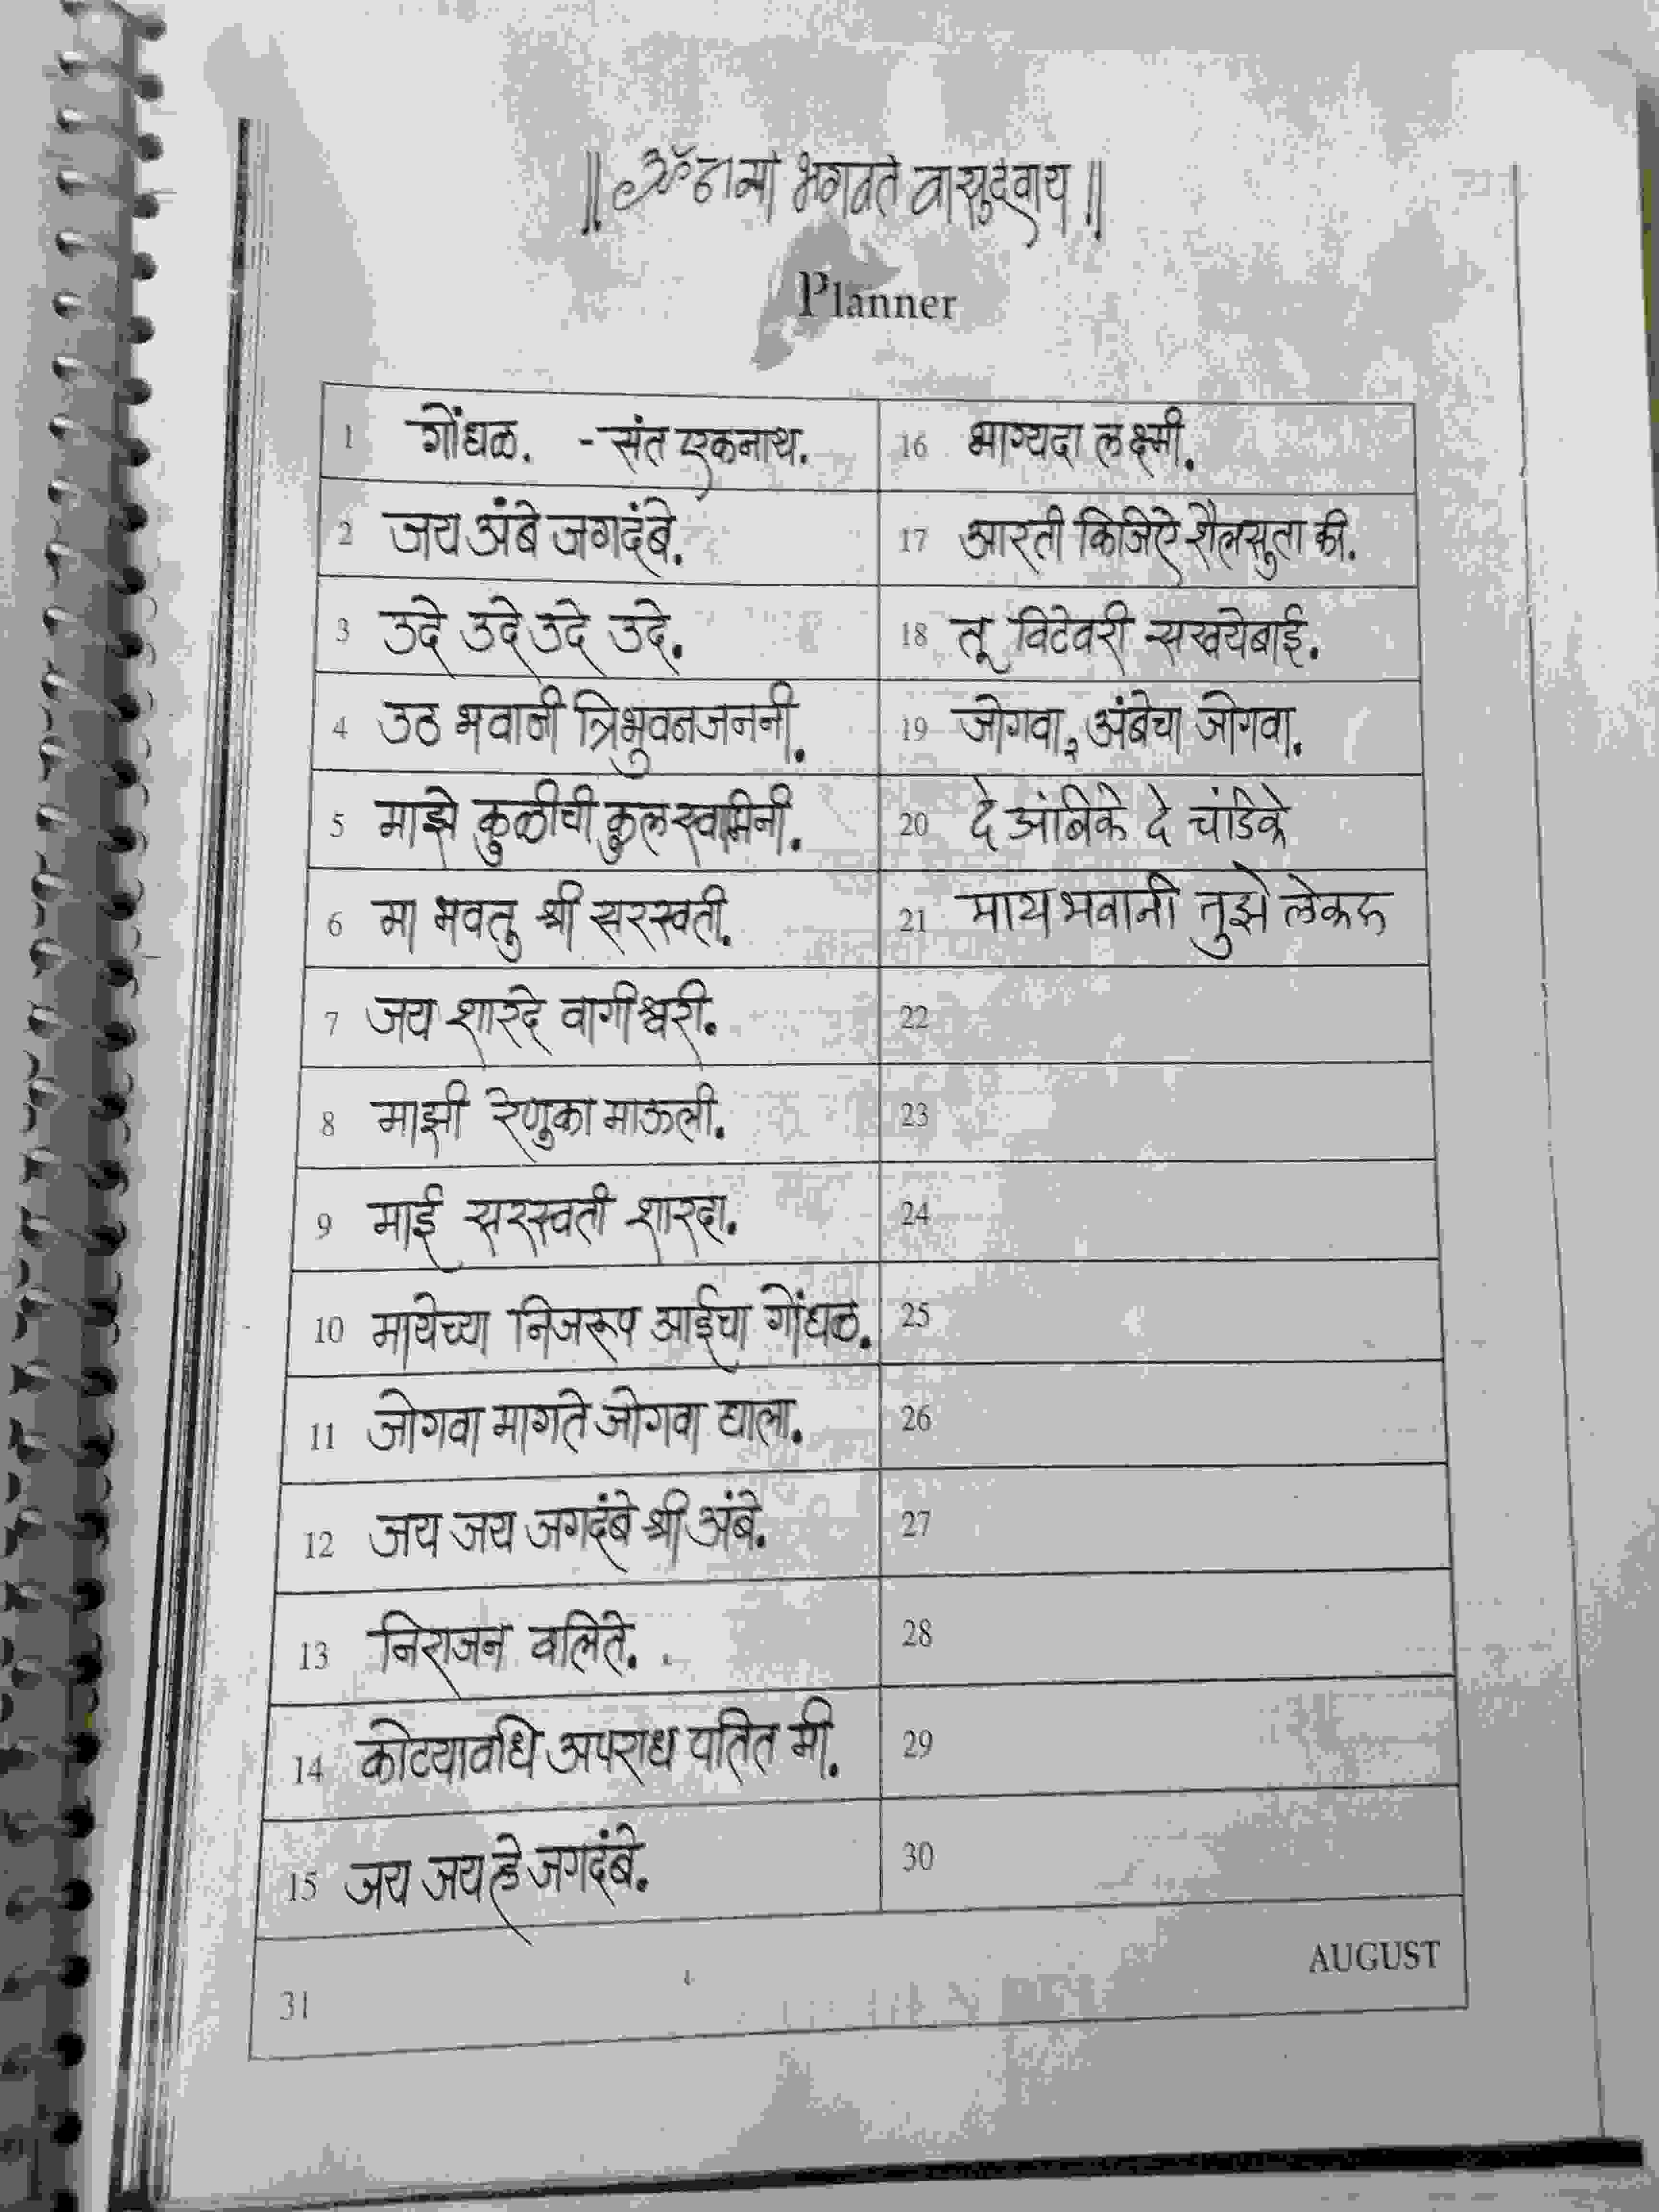 ॥ ॐ नमो भगवते वासुदेवाय ॥
Planner
1 गोंधळ. - संत एकनाथ.
2 जय अंबे जगदंबे.
3 उदे उदे उदे उदे.
4 उठ भवानी त्रिभुवनजननी.
5 माझे कुळीची कुलस्वामिनी.
6 मा भवतु श्री सरस्वती.
7 जय शारदे वागीश्वरी.
8 माझी रेणुका माऊली.
9 माई सरस्वती शारदा.
10 मायेच्या निजरूप आईचा गोंधळ.
11 जोगवा मागते जोगवा घाला.
12 जय जय जगदंबे श्री अंबे.
13 निराजन वलिते.
14 कोटयावधि अपराध पतित मी.
15 जय जय हे जगदंबे.
16 भाग्यदा लक्ष्मी.
17 आरती किजिऐ शैलसुता की.
18 तू विटेवरी सखयेबाई.
19 जोगवा, अंबेचा जोगवा.
20 दे अंबिके दे चंडिके
21 माय भवानी तुझे लेकरू
22
23
24
25
26
27
28
29
30
31
AUGUST